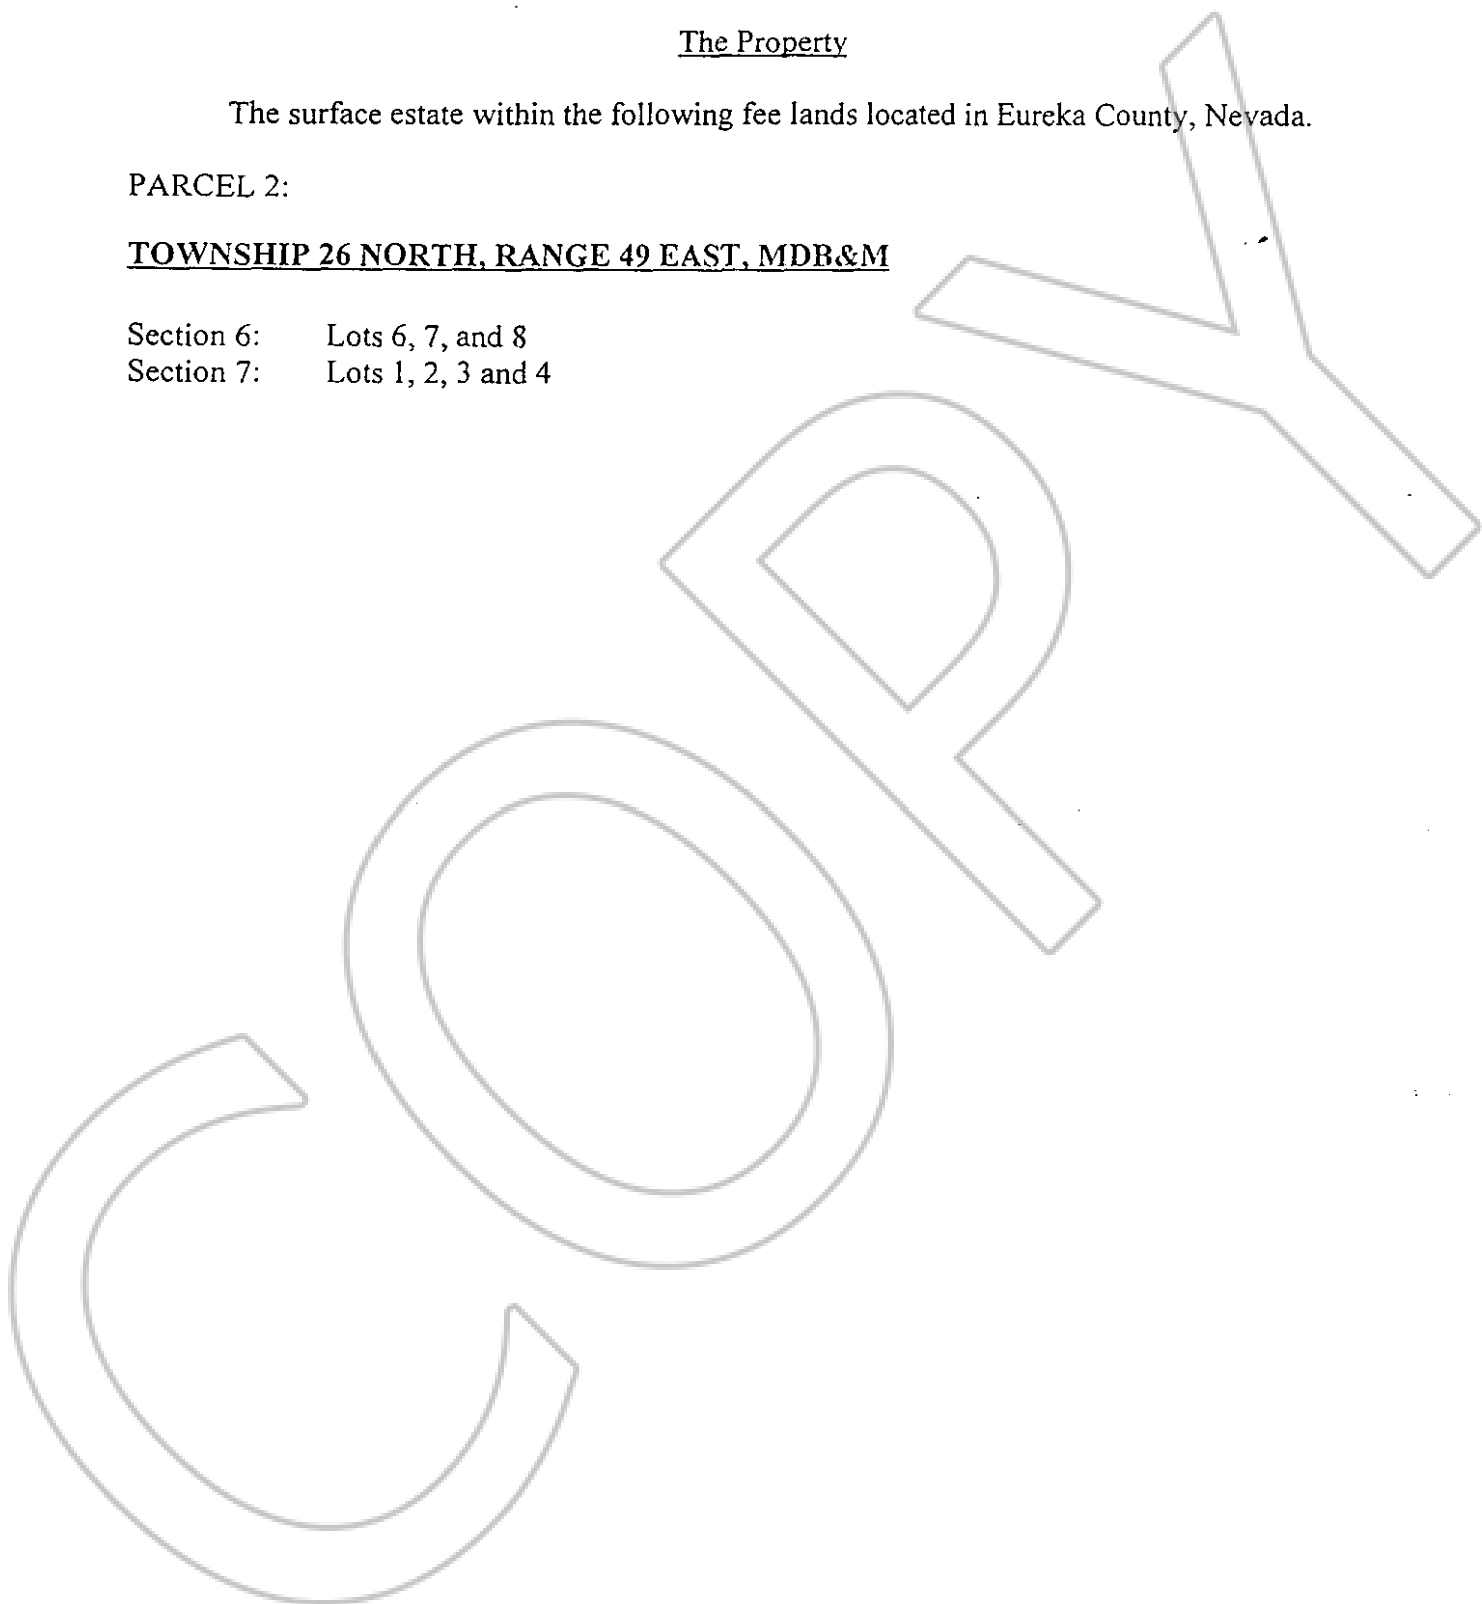 The Property
The surface estate within the following fee lands located in Eureka County, Nevada.
PARCEL 2:
TOWNSHIP 26 NORTH, RANGE 49 EAST, MDB&M
Section 6: Lots 6, 7, and 8
Section 7: Lots 1, 2, 3 and 4
COPY